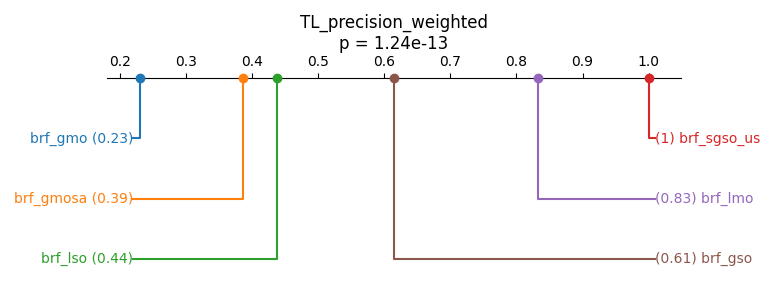 TL_precision_weighted
p = 1.24e-13
0.2 0.3 0.4 0.5 0.6 0.7 0.8 0.9 1.0
brf_gmo (0.23) (1) brf_sgso_us
brf_gmosa (0.39) (0.83) brf_lmo
brf_lso (0.44) (0.61) brf_gso